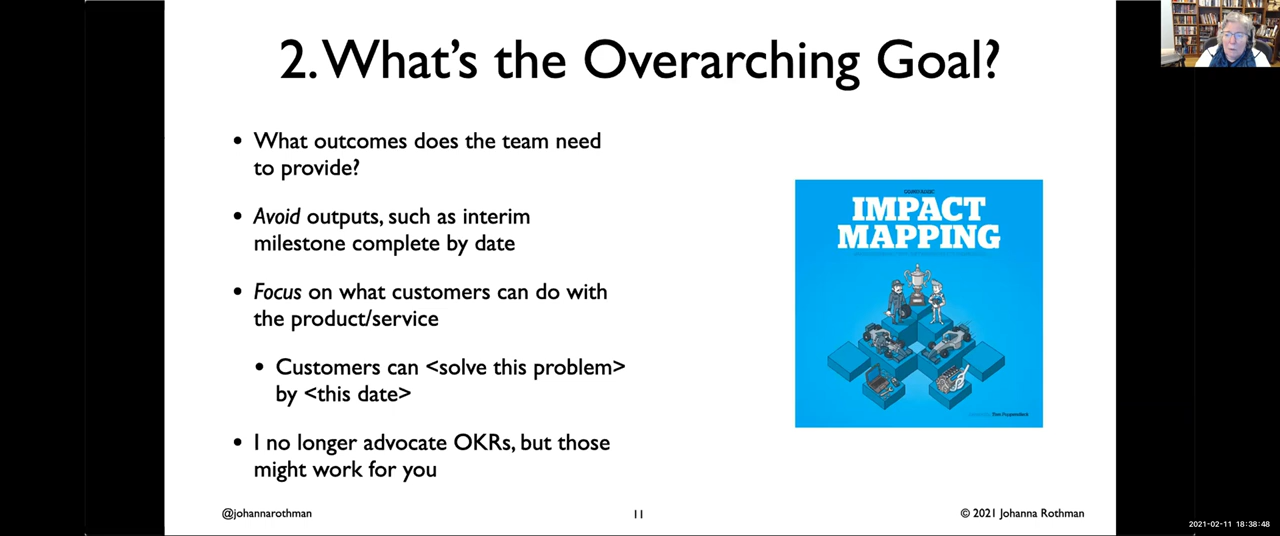 2. What's the Overarching Goal?
• What outcomes does the team need
to provide?
• Avoid outputs, such as interim
milestone complete by date
• Focus on what customers can do with
the product/service
• Customers can <solve this problem>
by <this date>
• I no longer advocate OKRs, but those
might work for you
IMPACT
MAPPING
@johannarothman
11
© 2021 Johanna Rothman
2021-02-11 18:38:48